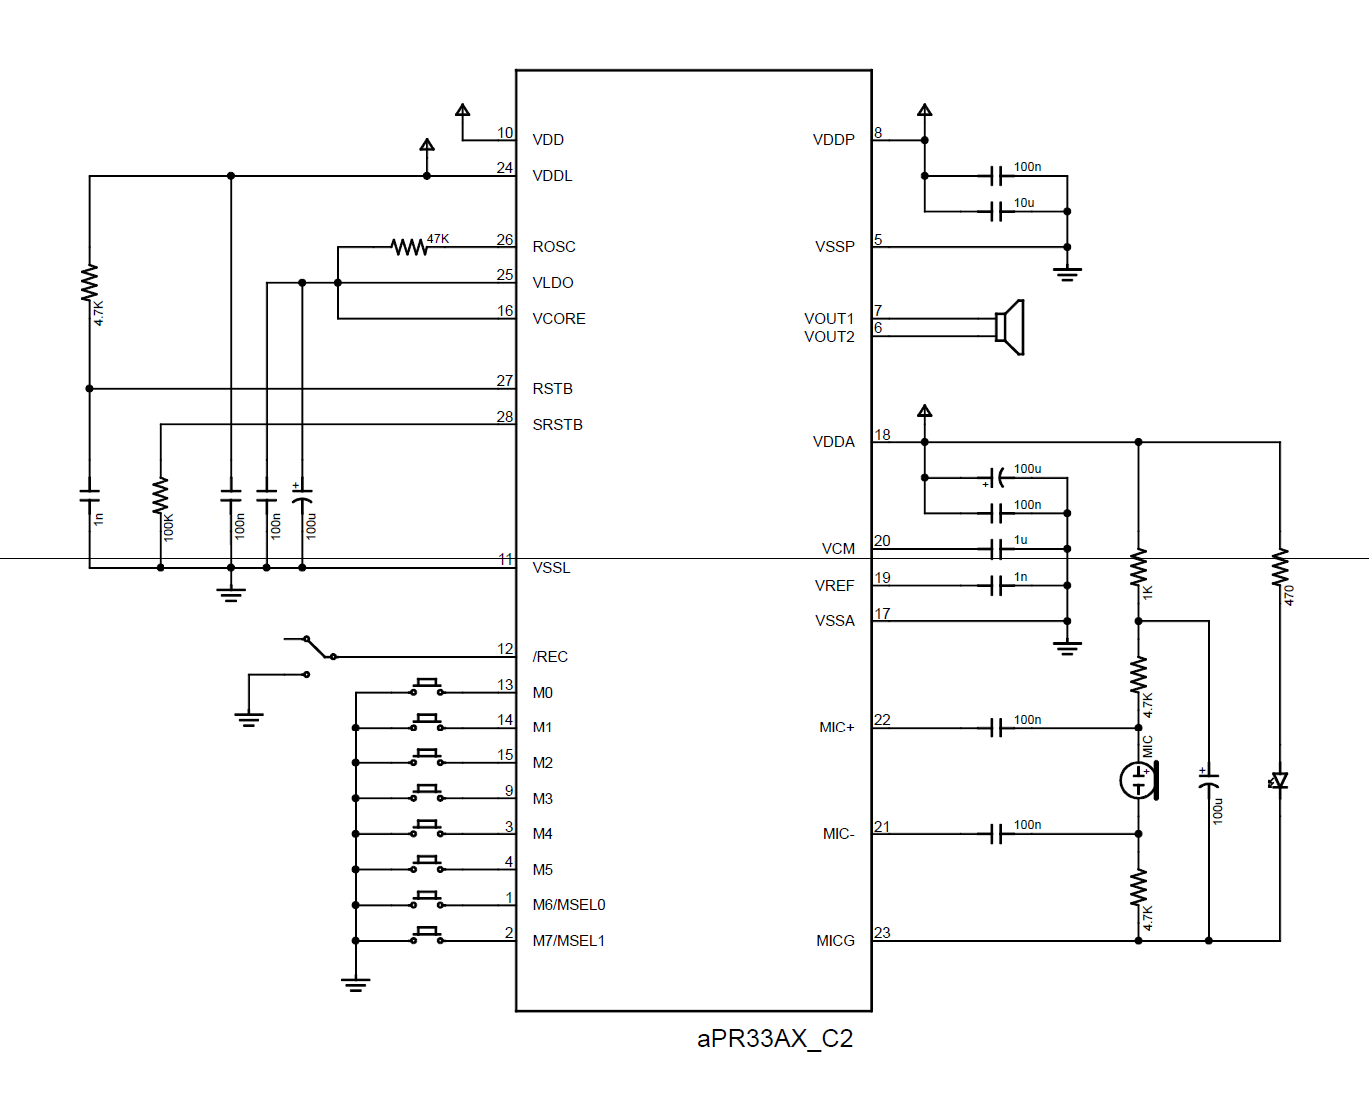 10 VDD
24 VDDL
26 ROSC
47K
25 VLDO
16 VCORE
4.7K
27 RSTB
28 SRSTB
1n
100K
100n
100n
+
100u
11 VSSL
12 /REC
13 M0
14 M1
15 M2
9 M3
3 M4
4 M5
1 M6/MSEL0
2 M7/MSEL1
VDDP 8
100n
10u
VSSP 5
VOUT1 7
VOUT2 6
VDDA 18
100u
+
100n
VCM 20
1u
VREF 19
1n
VSSA 17
1K
470
4.7K
MIC+ 22
100n
MIC
+
+
100u
MIC- 21
100n
4.7K
MICG 23
aPR33AX_C2